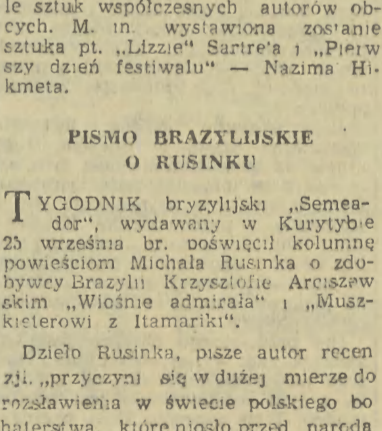 le sztuk współczesnych autorów ob-
cych. M. in. wystawiona zostanie
sztuka pt. „Lizzie" Sartre'a i „Pierw
szy dzień festiwalu" — Nazima Hi-
kmeta.
PISMO BRAZYLIJSKIE
O RUSINKU
TYGODNIK bryzylijski „Semea-
dor", wydawany w Kurytybie
25 września br. poświęcił kolumnę
powieściom Michała Rusinka o zdo-
bywcy Brazylii Krzysztofie Arciszew
skim „Wiośnie admirała" i „Musz-
kieterowi z Itamariki".
Dzieło Rusinka, pisze autor recen
zji, „przyczyni się w dużej mierze do
rozsławienia w świecie polskiego bo
haterstwa, które niosło przed naroda